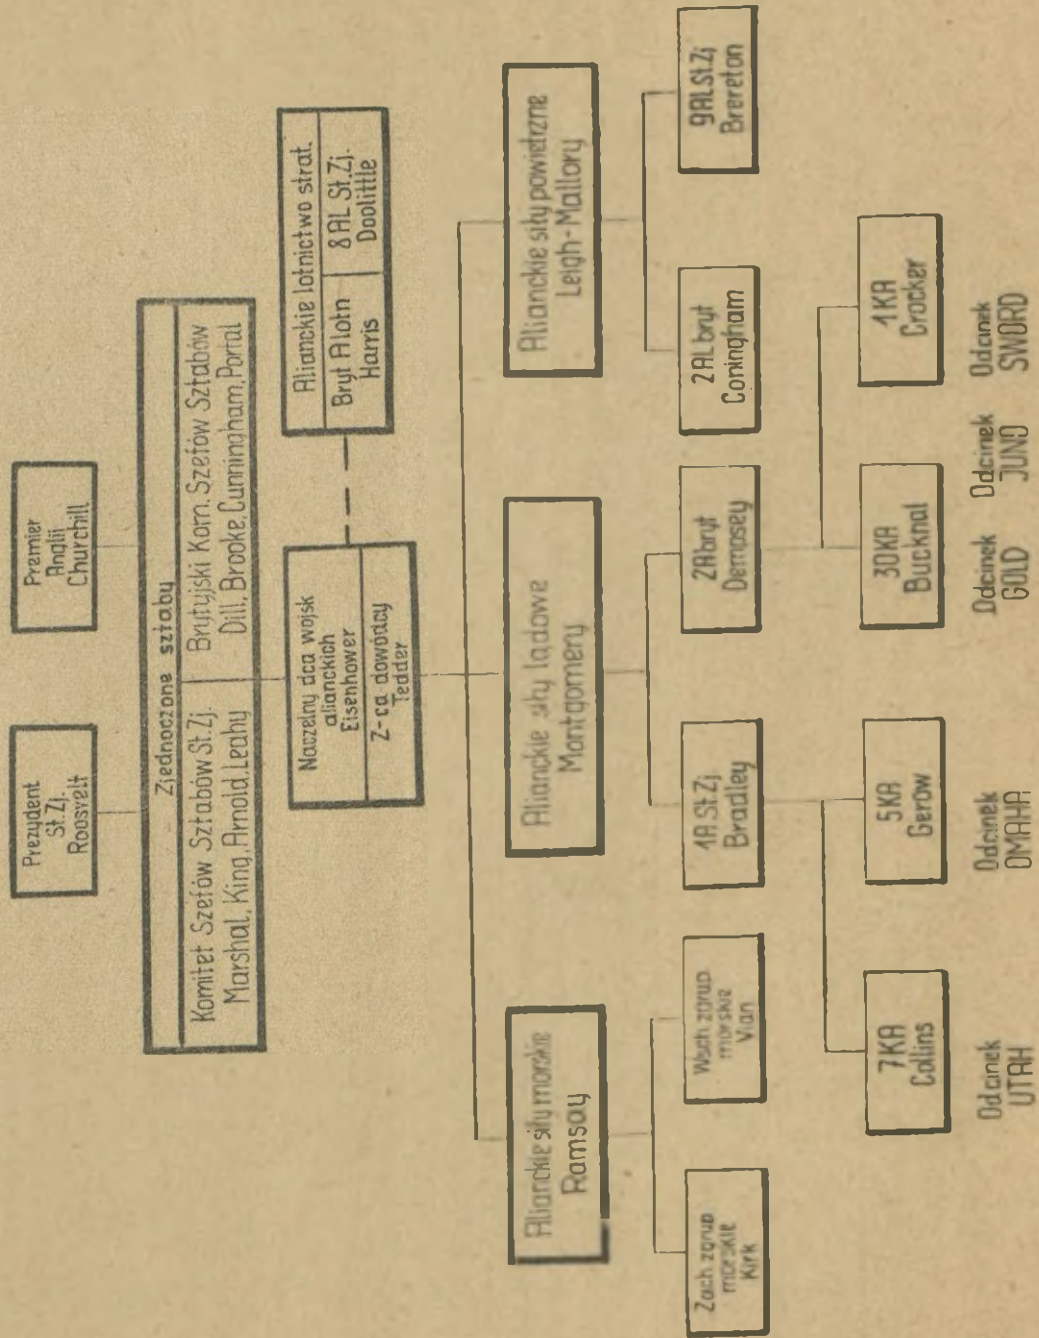 Prezydent
St. Zj.
Roosvelt
Premier
Anglii
Churchill
Zjednoczone sztaby
Komitet Szefów Sztabów St. Zj.
Marshal, King, Arnold, Leahy
Brytyjski Kom. Szefów Sztabów
Dill, Brooke, Cunningham, Portal
Naczelny dca wojsk
alianckich
Eisenhower
Z-ca dowódcy
Tedder
Alianckie lotnictwo strat.
Bryt A lotn
Harris
8 AL St. Zj.
Doolittle
Alianckie siły morskie
Ramsay
Alianckie siły lądowe
Montgomery
Alianckie siły powietrzne
Leigh-Mallory
Zach zgrup
morskie
Kirk
Wsch zgrup
morskie
Vian
1A St. Zj
Bradley
2A bryt
Dempsey
2 AL bryt
Coningham
9 AL St. Zj
Brereton
7 KA
Collins
5 KA
Gerow
30 KA
Bucknal
1 KA
Crocker
Odcinek
UTAH
Odcinek
OMAHA
Odcinek
GOLD
Odcinek
JUNO
Odcinek
SWORD